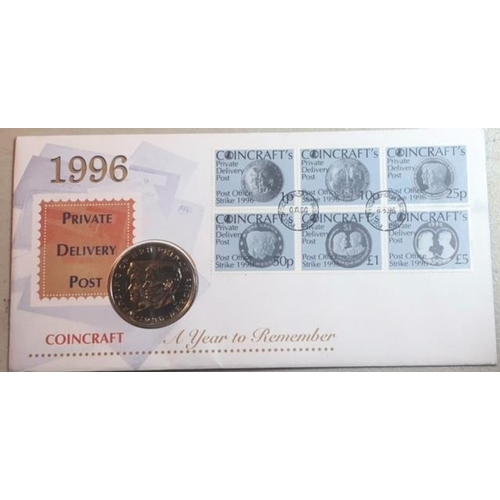 1996
PRIVATE
DELIVERY
POST
COINCRAFT
A Year to Remember
COINCRAFT's
Private
Delivery
Post
Post Office
Strike 1996
COINCRAFT's
Private
Delivery
Post
Post Office
Strike 1996 10p
COINCRAFT's
Private
Delivery
Post
Post Office
Strike 1996 25p
COINCRAFT's
Private
Delivery
Post
Post Office
Strike 1996
50p
COINCRAFT's
Private
Delivery
Post
Post Office
Strike 1996 £1
COINCRAFT's
Private
Delivery
Post
Post Office
Strike 1996 £5